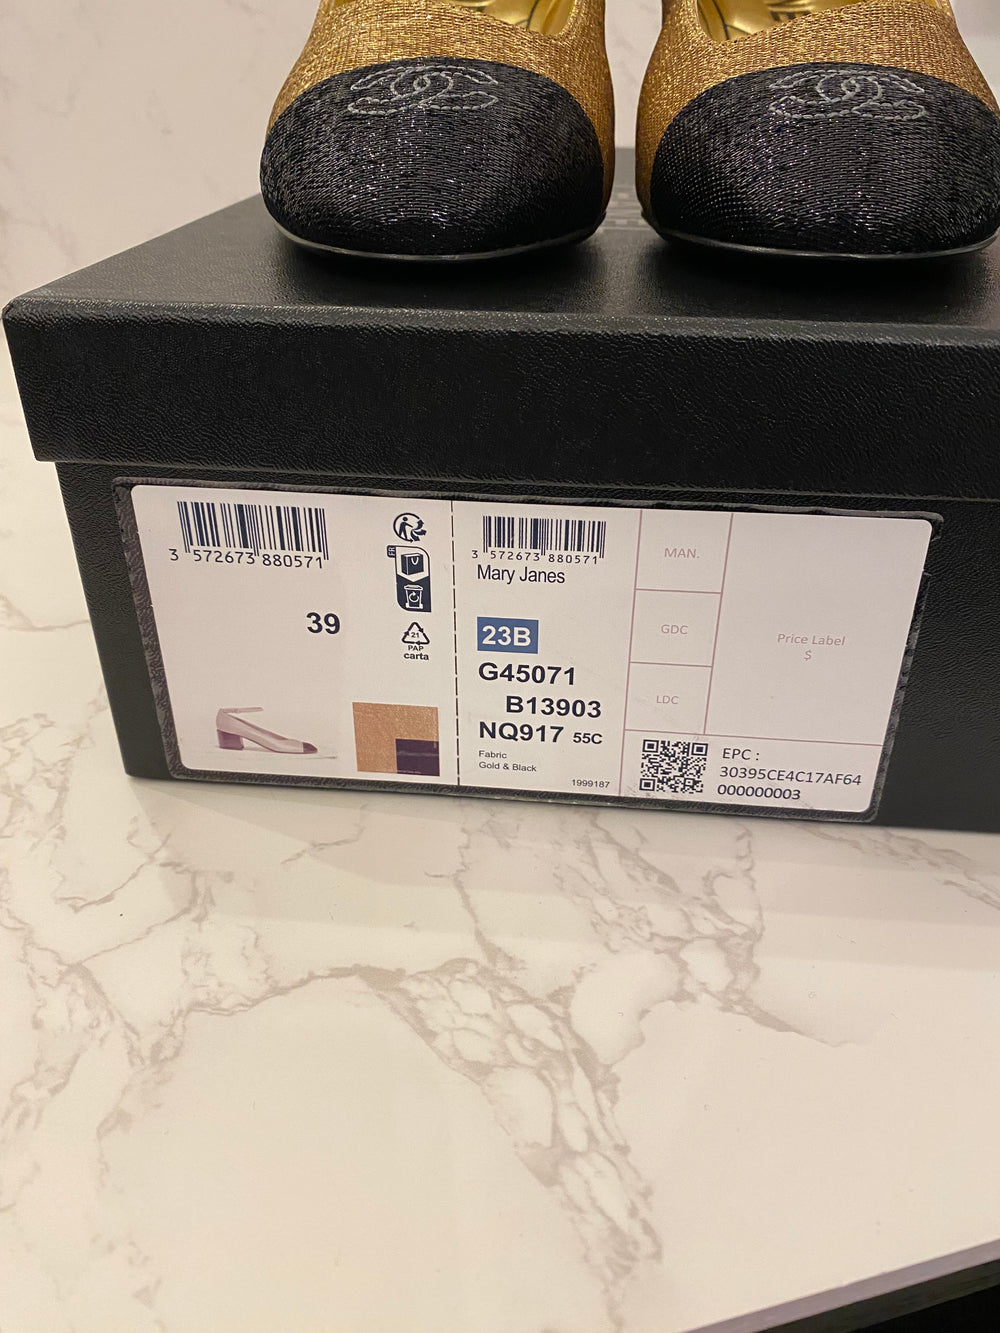 3 572673 880571
39
FR
21
PAP
carta
3 572673 880571
Mary Janes
23B
G45071
B13903
NQ917 55C
Fabric
Gold & Black
1999187
MAN.
GDC
LDC
Price Label
$
EPC :
30395CE4C17AF64
000000003